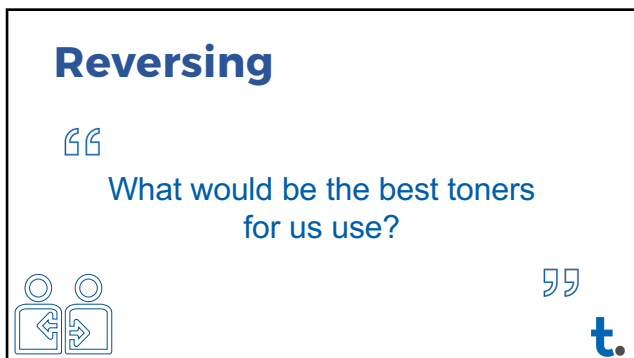 Reversing
“
What would be the best toners
for us use?
”
t.